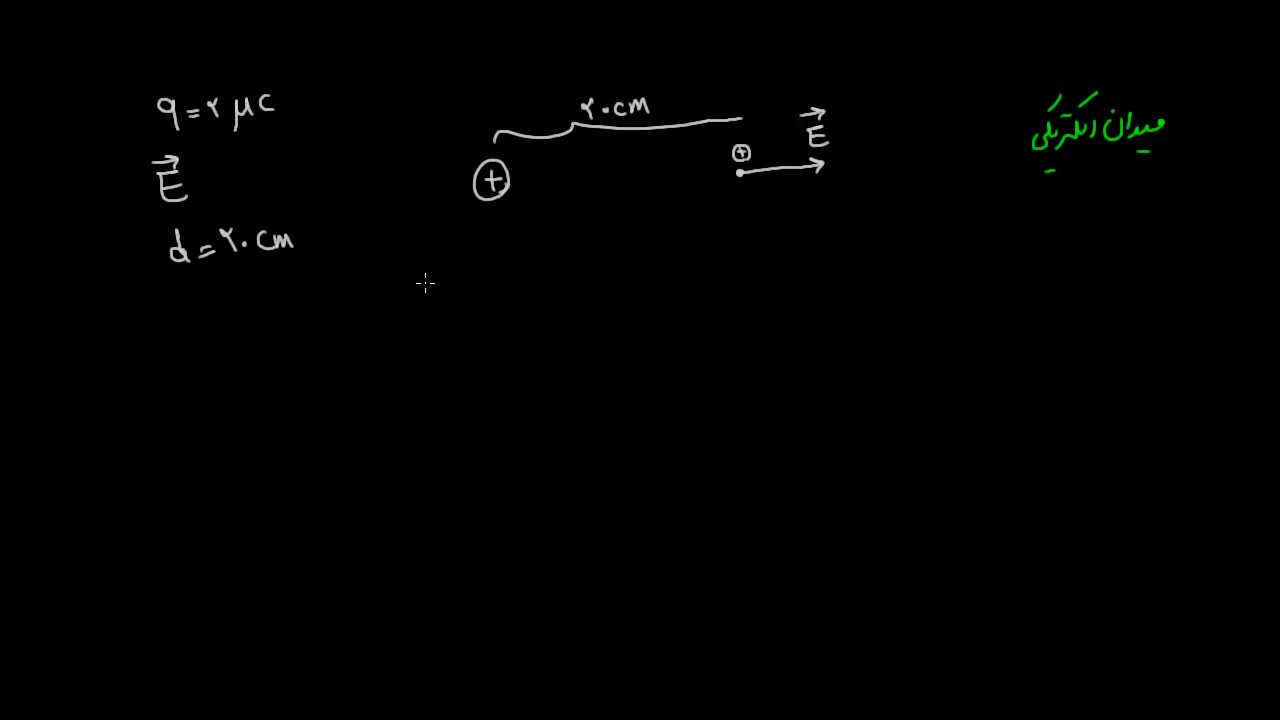 میدان الکتریکی
q = ۲ μc
E
d = ۲۰ cm
۲۰ cm
+
+
E